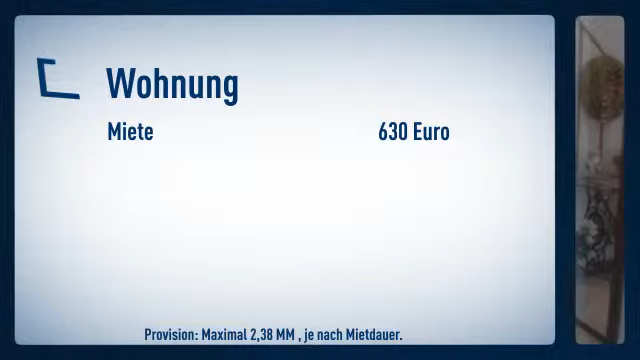 Wohnung
Miete 630 Euro
Provision: Maximal 2,38 MM , je nach Mietdauer.